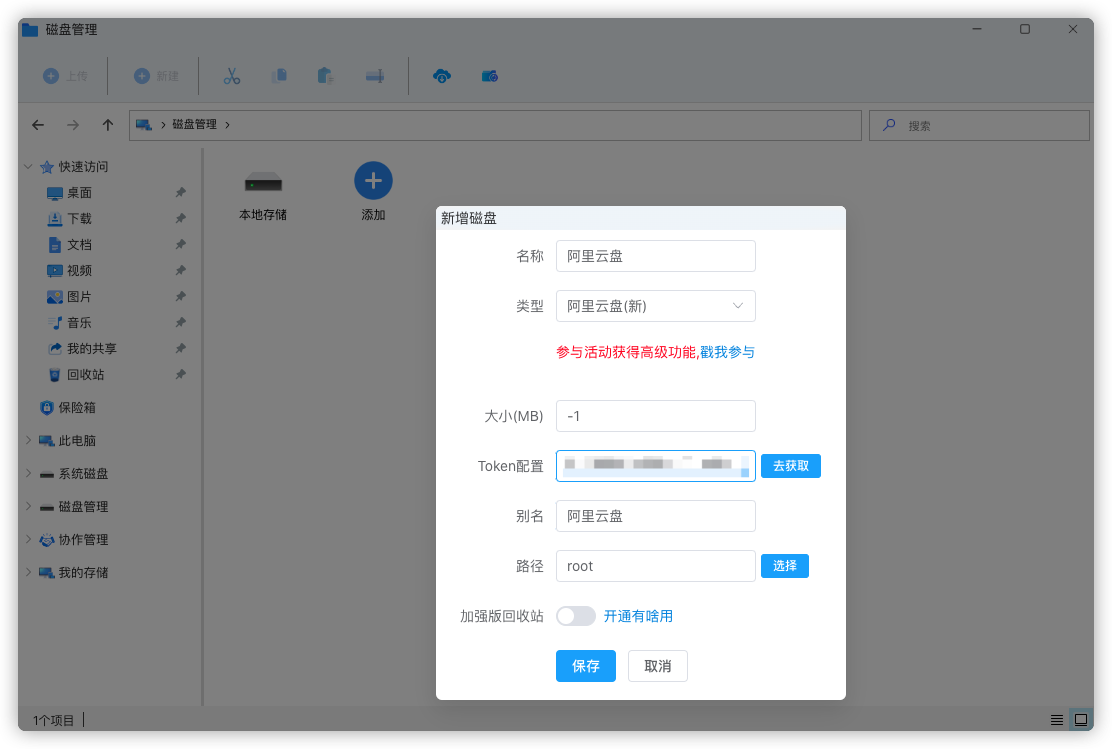 磁盘管理
上传
新建
磁盘管理
搜索
快速访问
桌面
下载
文档
视频
图片
音乐
我的共享
回收站
保险箱
此电脑
系统磁盘
磁盘管理
协作管理
我的存储
本地存储
添加
新增磁盘
名称 阿里云盘
类型 阿里云盘(新)
参与活动获得高级功能,戳我参与
大小(MB) -1
Token配置 去获取
别名 阿里云盘
路径 root 选择
加强版回收站 开通有啥用
保存 取消
1个项目